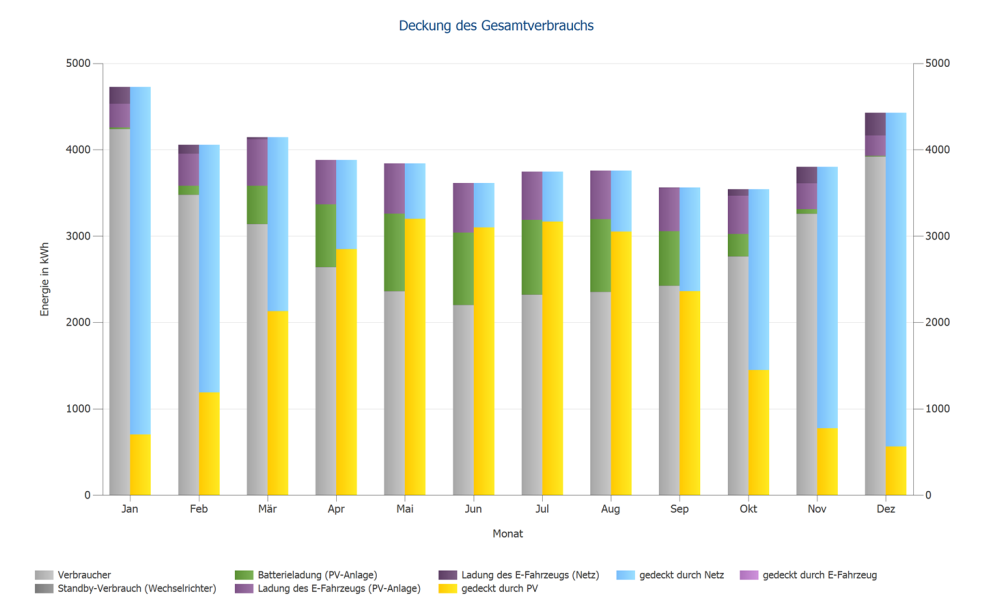 Deckung des Gesamtverbrauchs
5000 5000
4000 4000
3000 3000
2000 2000
1000 1000
0 0
Energie in kWh
Jan Feb Mär Apr Mai Jun Jul Aug Sep Okt Nov Dez
Monat
Verbraucher Batterieladung (PV-Anlage) Ladung des E-Fahrzeugs (Netz) gedeckt durch Netz gedeckt durch E-Fahrzeug
Standby-Verbrauch (Wechselrichter) Ladung des E-Fahrzeugs (PV-Anlage) gedeckt durch PV